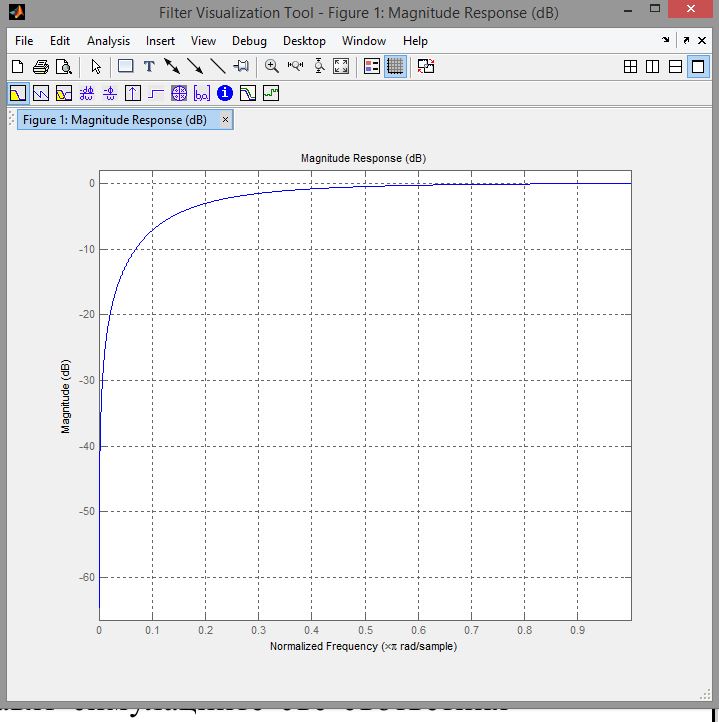 Filter Visualization Tool - Figure 1: Magnitude Response (dB)
File Edit Analysis Insert View Debug Desktop Window Help
Figure 1: Magnitude Response (dB)
Magnitude Response (dB)
0
-10
-20
-30
-40
-50
-60
Magnitude (dB)
0 0.1 0.2 0.3 0.4 0.5 0.6 0.7 0.8 0.9
Normalized Frequency (×π rad/sample)